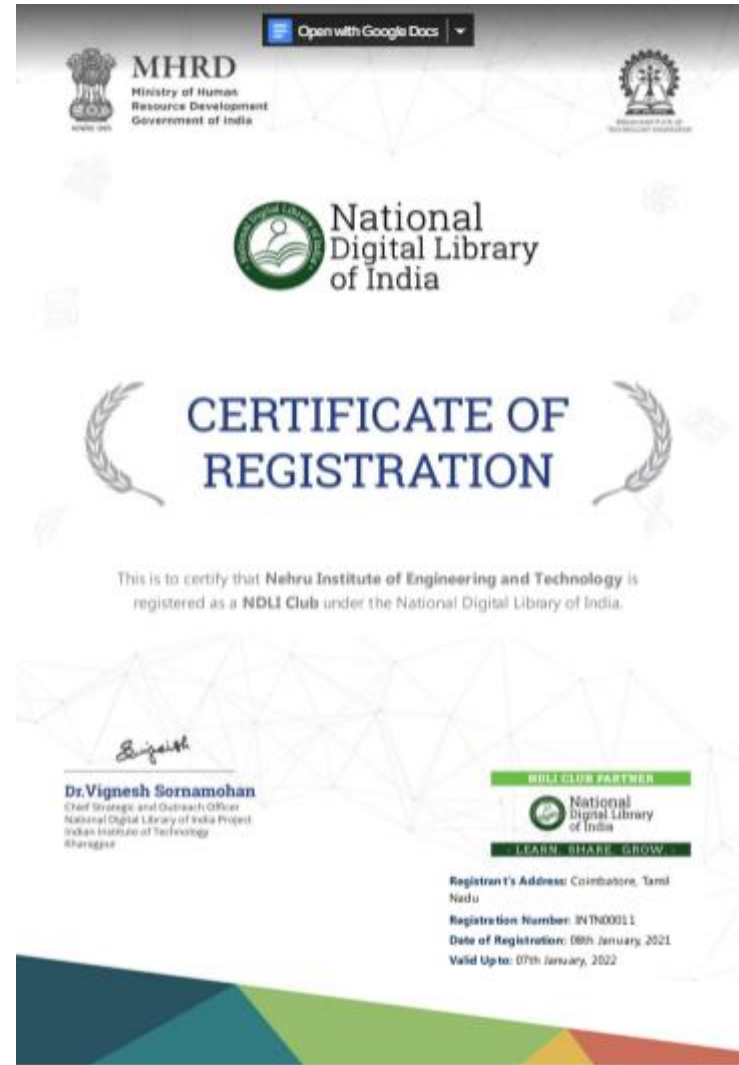 Open with Google Docs
MHRD
Ministry of Human
Resource Development
Government of India
National
Digital Library
of India
CERTIFICATE OF
REGISTRATION
This is to certify that Nehru Institute of Engineering and Technology is
registered as a NDLI Club under the National Digital Library of India.
Dr.Vignesh Sornamohan
Chief Strategic and Outreach Officer
National Digital Library of India Project
Indian Institute of Technology
Kharagpur
NDLI CLUB PARTNER
National
Digital Library
of India
- LEARN. SHARE. GROW. -
Registrant's Address: Coimbatore, Tamil
Nadu
Registration Number: INTN00011
Date of Registration: 08th January, 2021
Valid Upto: 07th January, 2022